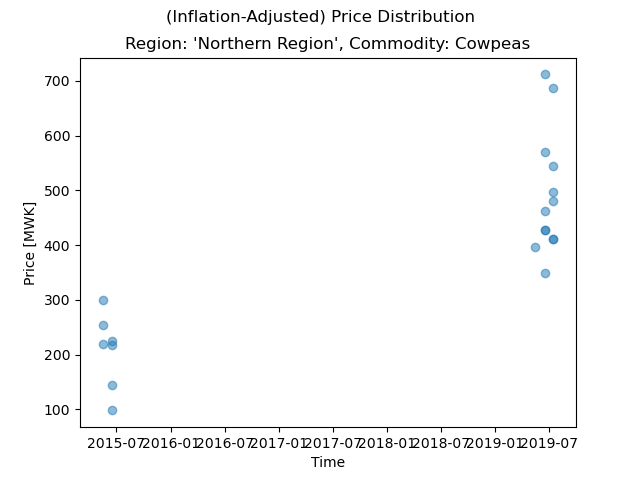 (Inflation-Adjusted) Price Distribution
Region: 'Northern Region', Commodity: Cowpeas
Price [MWK]
700
600
500
400
300
200
100
2015-07 2016-01 2016-07 2017-01 2017-07 2018-01 2018-07 2019-01 2019-07
Time